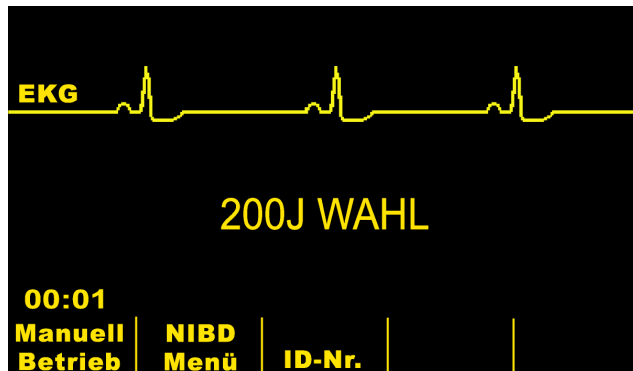 EKG
200J WAHL
00:01
Manuell Betrieb
NIBD Menü
ID-Nr.